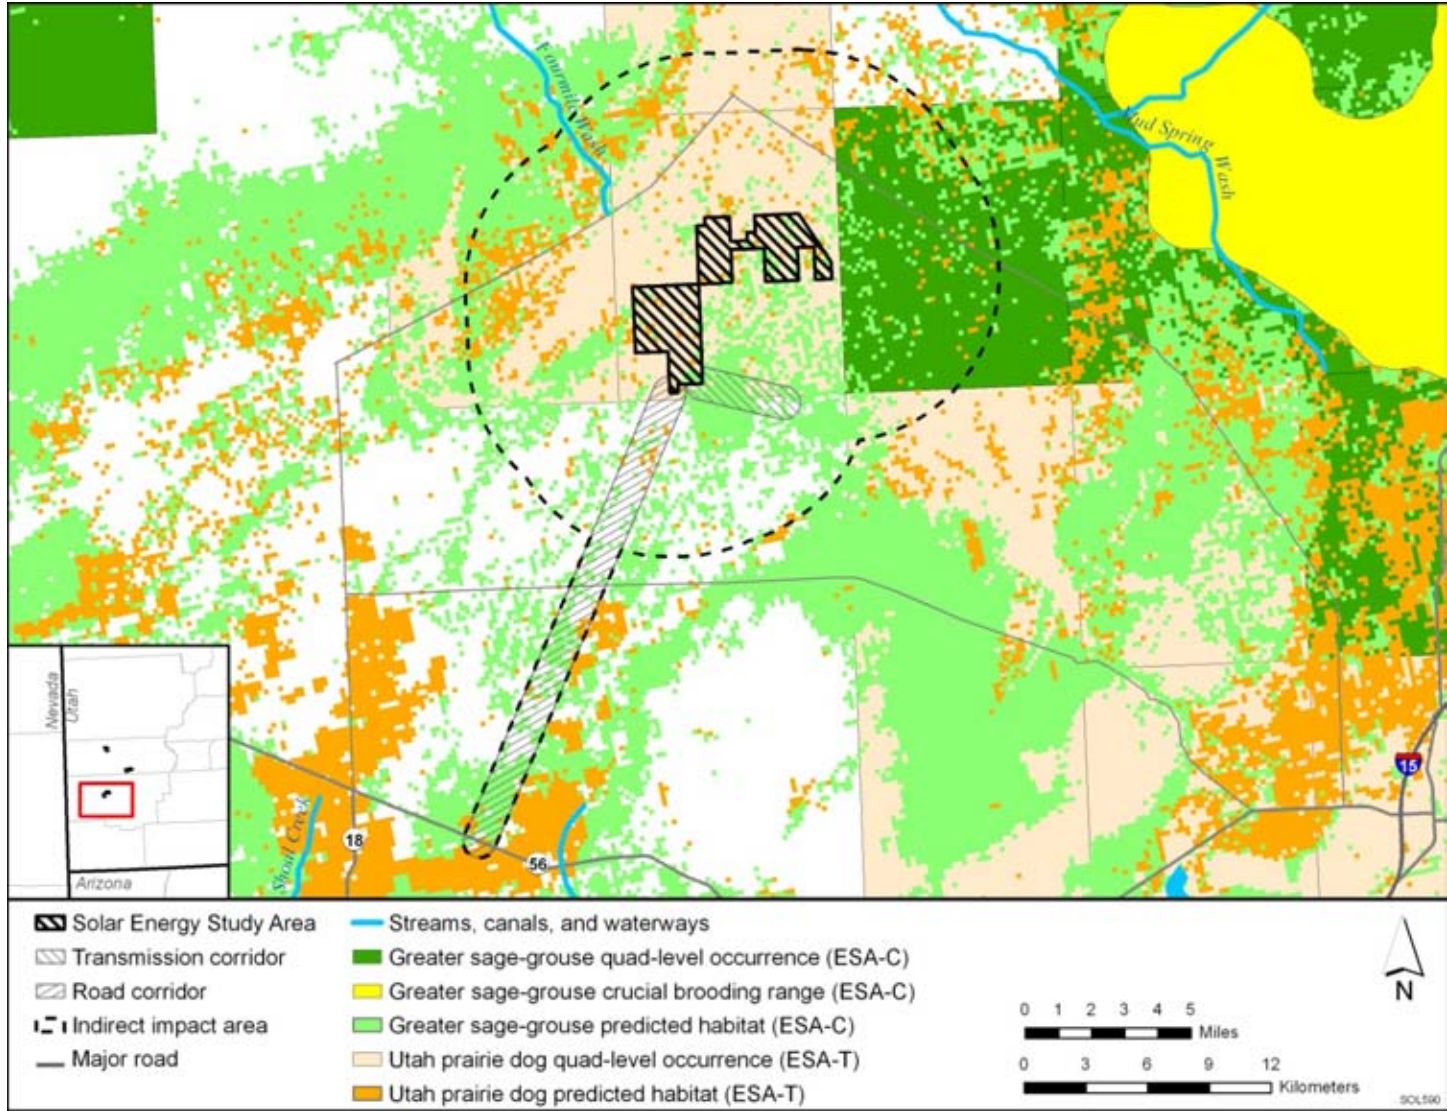 Fourmile Wash
Mud Spring Wash
Nevada
Utah
Arizona
Shoal Creek
18
56
15
Solar Energy Study Area
Transmission corridor
Road corridor
Indirect impact area
Major road
Streams, canals, and waterways
Greater sage-grouse quad-level occurrence (ESA-C)
Greater sage-grouse crucial brooding range (ESA-C)
Greater sage-grouse predicted habitat (ESA-C)
Utah prairie dog quad-level occurrence (ESA-T)
Utah prairie dog predicted habitat (ESA-T)
N
0 1 2 3 4 5
Miles
0 3 6 9 12
Kilometers
SOL590